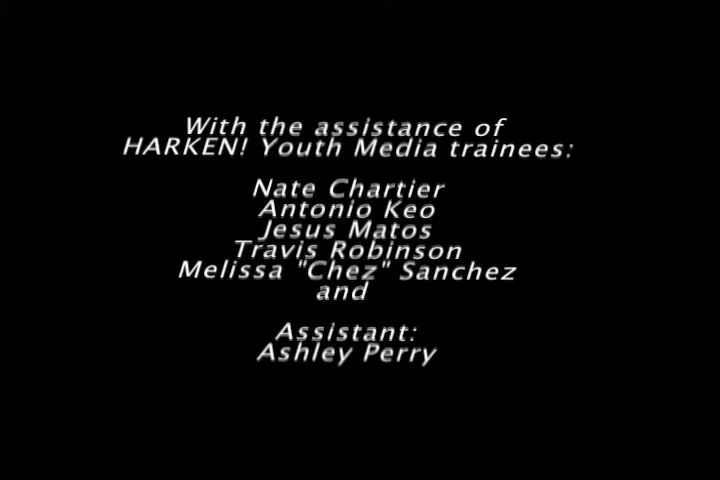 With the assistance of
HARKEN! Youth Media trainees:
Nate Chartier
Antonio Keo
Jesus Matos
Travis Robinson
Melissa "Chez" Sanchez
and
Assistant:
Ashley Perry